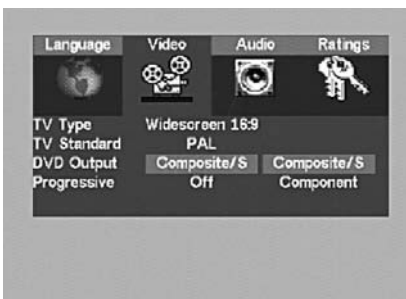 Language Video Audio Ratings
TV Type Widescreen 16:9
TV Standard PAL
DVD Output Composite/S Composite/S
Progressive Off Component